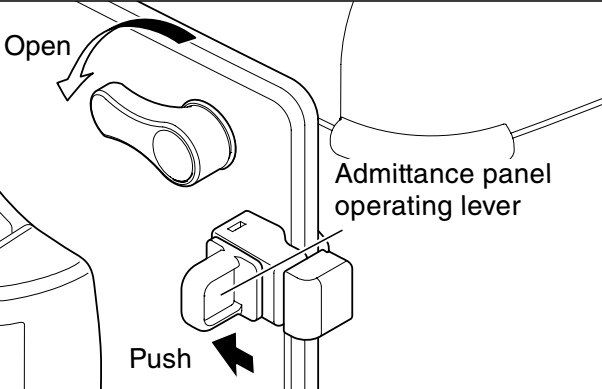 Open
Admittance panel
operating lever
Push